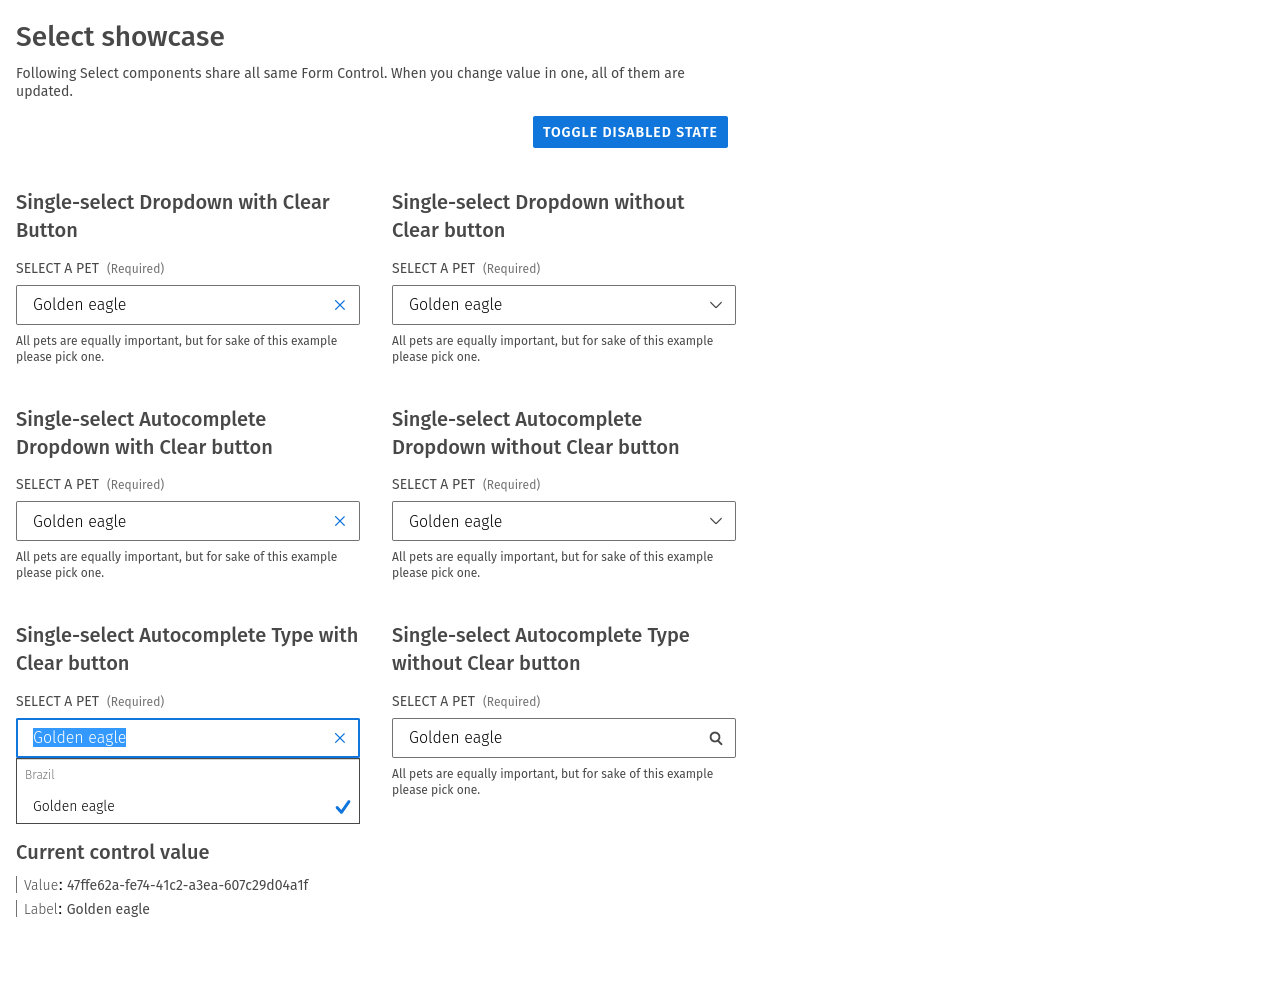 Select showcase
Following Select components share all same Form Control. When you change value in one, all of them are
updated.
TOGGLE DISABLED STATE
Single-select Dropdown with Clear
Button
SELECT A PET (Required)
Golden eagle
All pets are equally important, but for sake of this example
please pick one.
Single-select Dropdown without
Clear button
SELECT A PET (Required)
Golden eagle
All pets are equally important, but for sake of this example
please pick one.
Single-select Autocomplete
Dropdown with Clear button
SELECT A PET (Required)
Golden eagle
All pets are equally important, but for sake of this example
please pick one.
Single-select Autocomplete
Dropdown without Clear button
SELECT A PET (Required)
Golden eagle
All pets are equally important, but for sake of this example
please pick one.
Single-select Autocomplete Type with
Clear button
SELECT A PET (Required)
Golden eagle
Brazil
Golden eagle
Single-select Autocomplete Type
without Clear button
SELECT A PET (Required)
Golden eagle
All pets are equally important, but for sake of this example
please pick one.
Current control value
Value: 47ffe62a-fe74-41c2-a3ea-607c29d04a1f
Label: Golden eagle